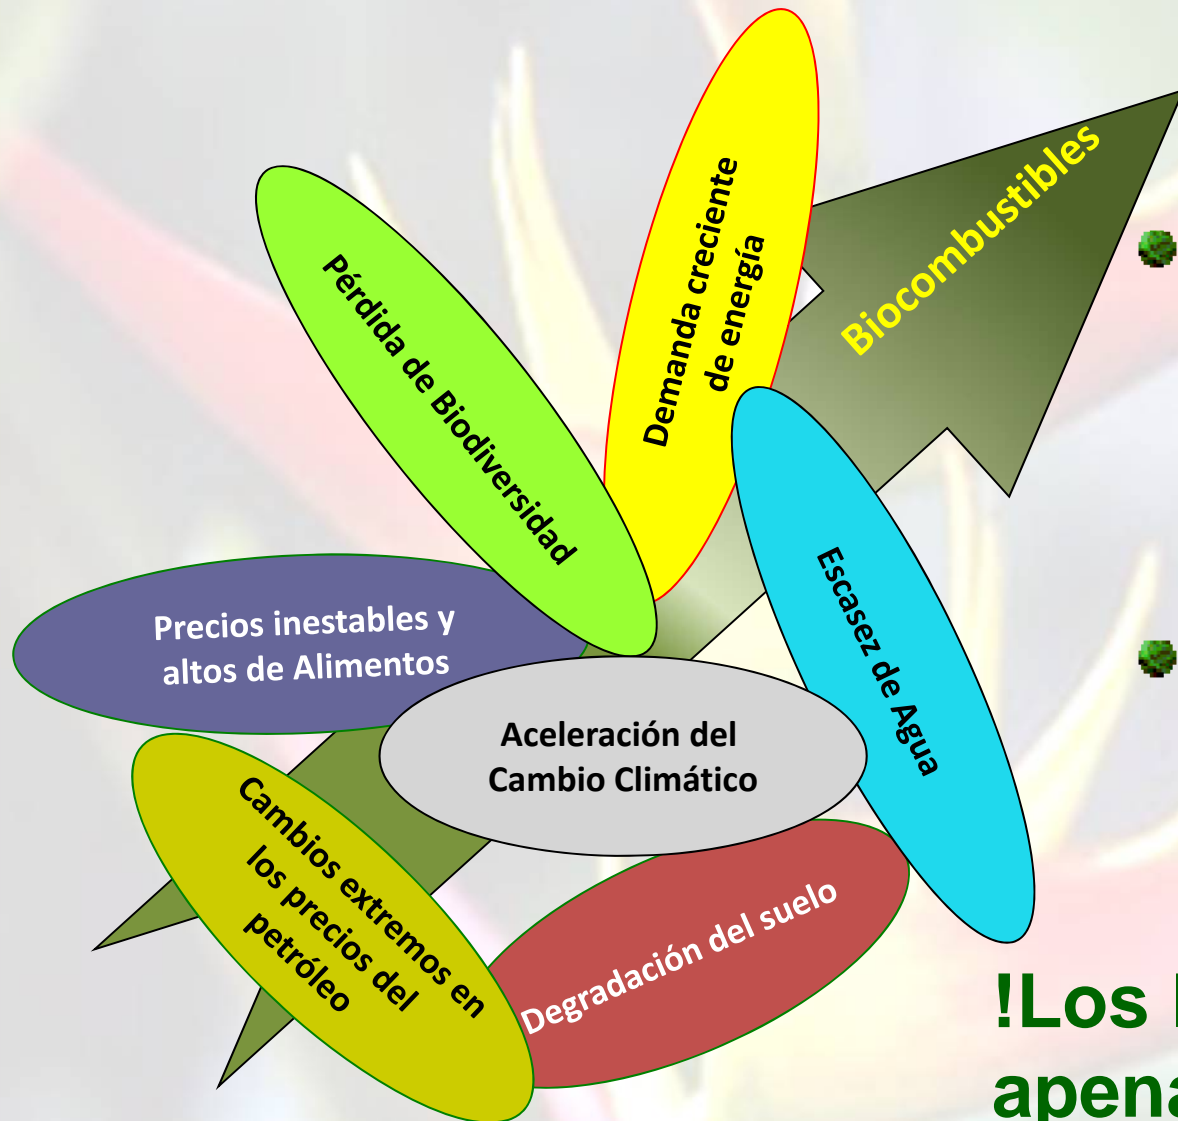 Biocombustibles
Demanda creciente
de energía
Pérdida de Biodiversidad
Escasez de Agua
Precios inestables y
altos de Alimentos
Aceleración del
Cambio Climático
Cambios extremos en
los precios del
petróleo
Degradación del suelo
!Los